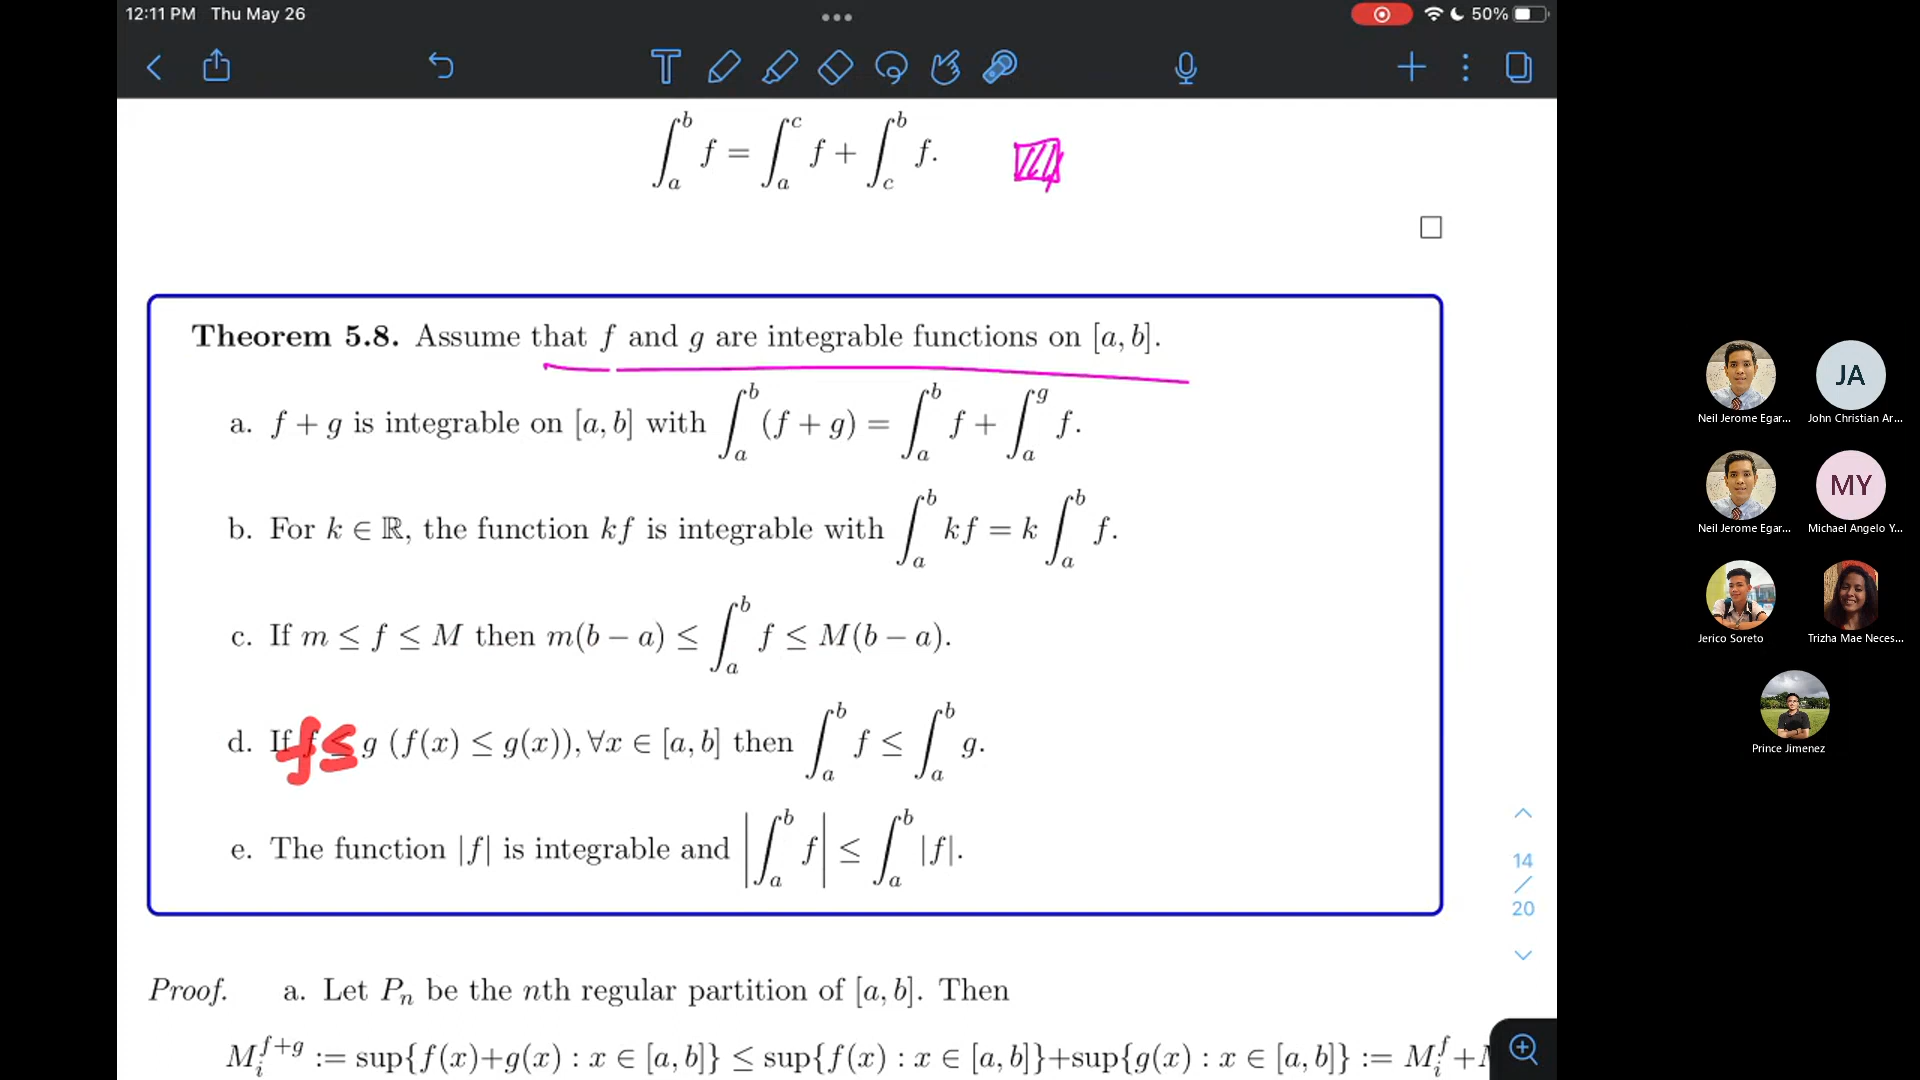 12:11 PM Thu May 26
50%
∫_a^b f = ∫_a^c f + ∫_c^b f.
□
Theorem 5.8. Assume that f and g are integrable functions on [a, b].
a. f + g is integrable on [a, b] with ∫_a^b (f + g) = ∫_a^b f + ∫_a^g f.
b. For k ∈ ℝ, the function kf is integrable with ∫_a^b kf = k ∫_a^b f.
c. If m ≤ f ≤ M then m(b − a) ≤ ∫_a^b f ≤ M(b − a).
d. If f ≤ g (f(x) ≤ g(x)), ∀x ∈ [a, b] then ∫_a^b f ≤ ∫_a^b g.
e. The function |f| is integrable and |∫_a^b f| ≤ ∫_a^b |f|.
14
/
20
Prof. a. Let P_n be the nth regular partition of [a, b]. Then
M_i^{f+g} := sup{f(x)+g(x) : x ∈ [a, b]} ≤ sup{f(x) : x ∈ [a, b]}+sup{g(x) : x ∈ [a, b]} := M_i^f +
Neil Jerome Egar...
JA
John Christian Ar...
Neil Jerome Egar...
MY
Michael Angelo Y...
Jerico Soreto
Trizha Mae Neces...
Prince Jimenez